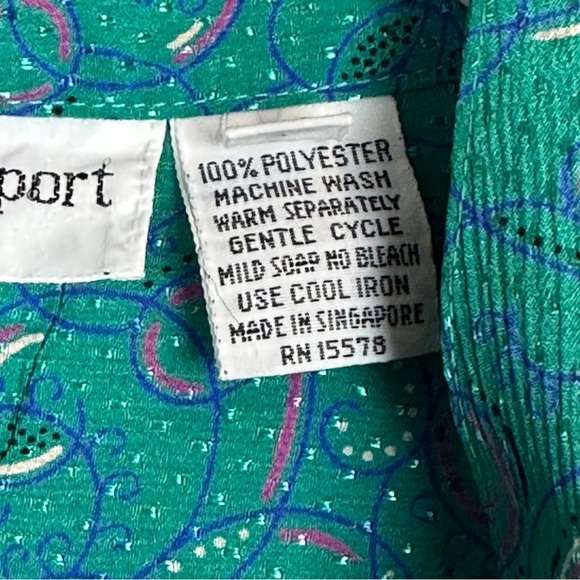 port
100% POLYESTER
MACHINE WASH
WARM SEPARATELY
GENTLE CYCLE
MILD SOAP NO BLEACH
USE COOL IRON
MADE IN SINGAPORE
RN 15578